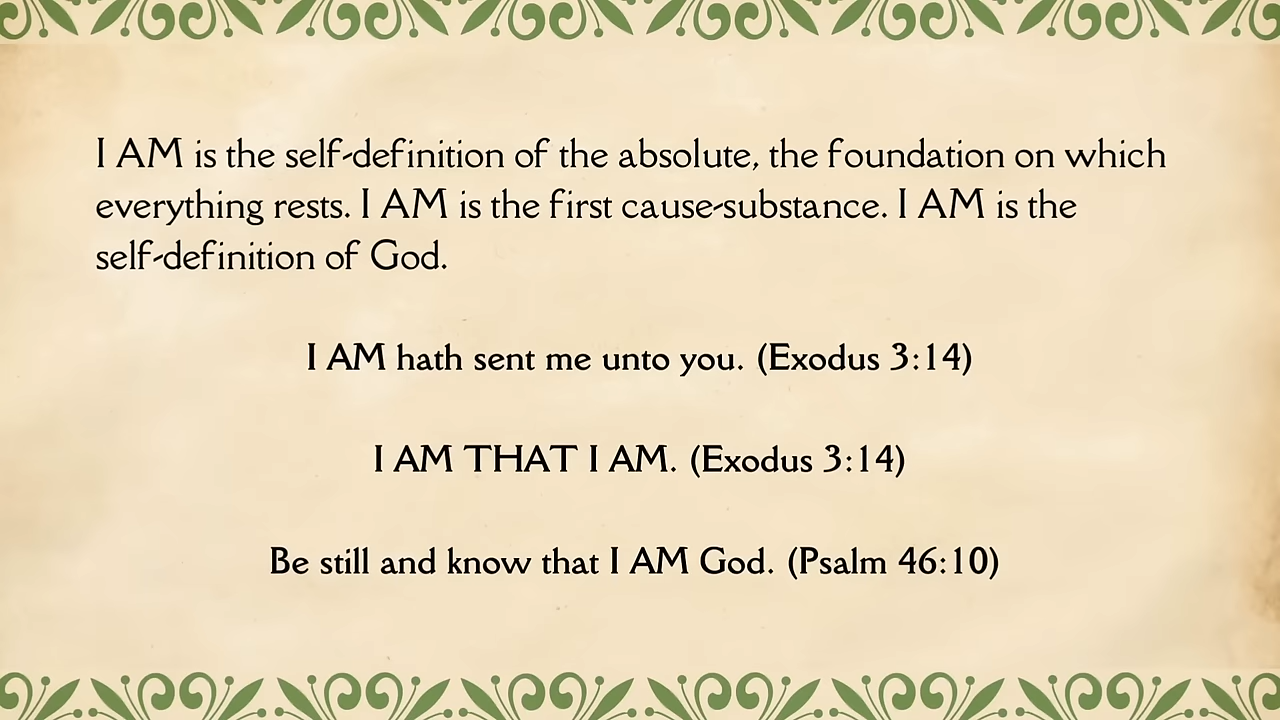 I AM is the self-definition of the absolute, the foundation on which
everything rests. I AM is the first cause-substance. I AM is the
self-definition of God.
I AM hath sent me unto you. (Exodus 3:14)
I AM THAT I AM. (Exodus 3:14)
Be still and know that I AM God. (Psalm 46:10)